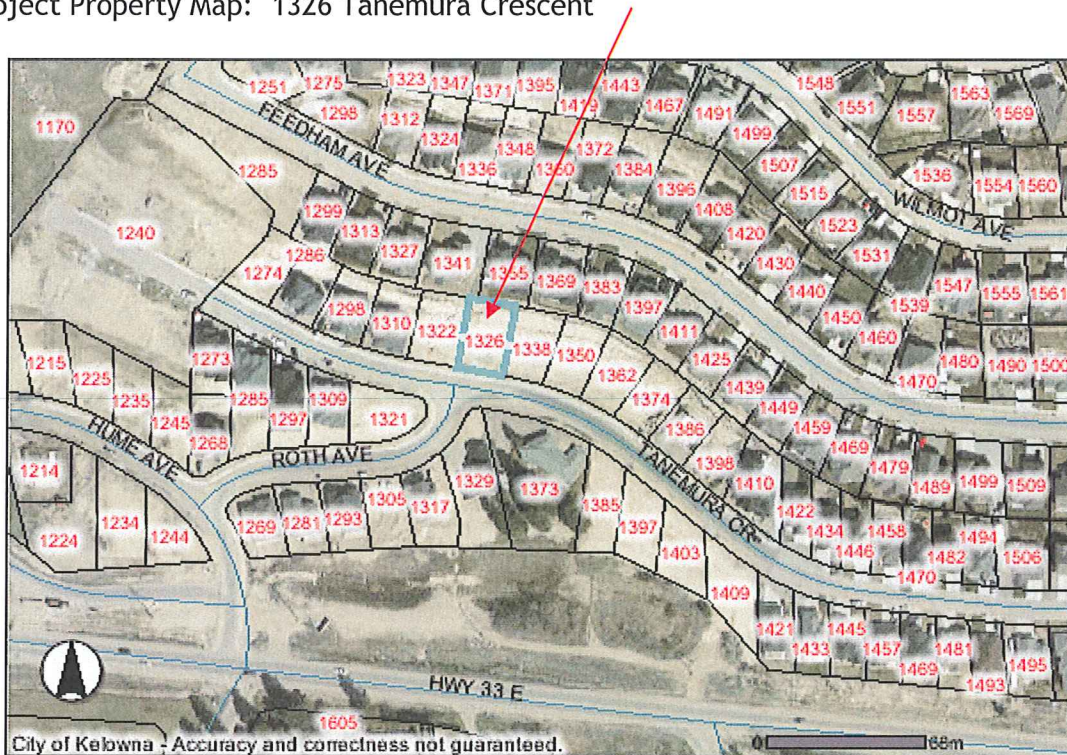 oject Property Map: 1326 Tanemura Crescent
1251 1275 1323 1347 1371 1395 1443 1548 1563
1298 1419 1467 1491 1551 1557 1569
1170 FEEDHAM AVE 1312 1324 1499
1285 1336 1348 1360 1372 1384 1507 1536 1554 1560
1299 1396 1408 1515 WILMOT AVE
1240 1313 1327 1420 1523
1286 1274 1341 1355 1369 1383 1430 1531 1547 1555 1561
1298 1310 1322 1326 1338 1397 1440 1450 1539
1215 1273 1350 1411 1460
1225 1362 1425 1480 1490 1500
1235 1285 1309 1374 1439 1470
1245 1297 1321 1386 1449 1459
HUME AVE 1268 1469
1214 ROTH AVE 1329 1373 TANEMURA CR 1398 1410 1479 1489 1499 1509
1224 1234 1244 1269 1281 1293 1305 1317 1385 1397 1422 1434 1458 1494
1403 1446 1482 1506
1409 1470
1421 1433 1445 1457 1469 1481 1493 1495
HWY 33 E
1605
City of Kelowna - Accuracy and correctness not guaranteed. 0 68m